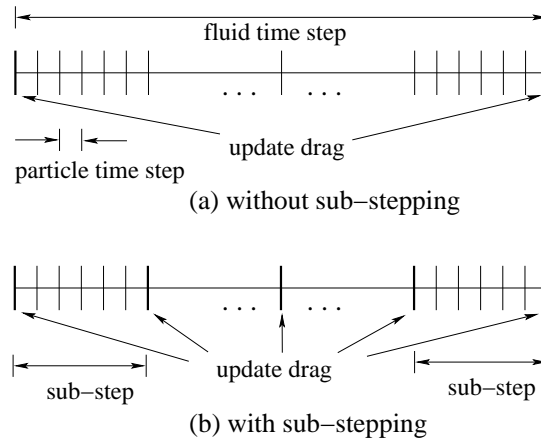 fluid time step
. . . . . .
update drag
particle time step
(a) without sub−stepping
. . . . . .
update drag
sub−step
sub−step
(b) with sub−stepping